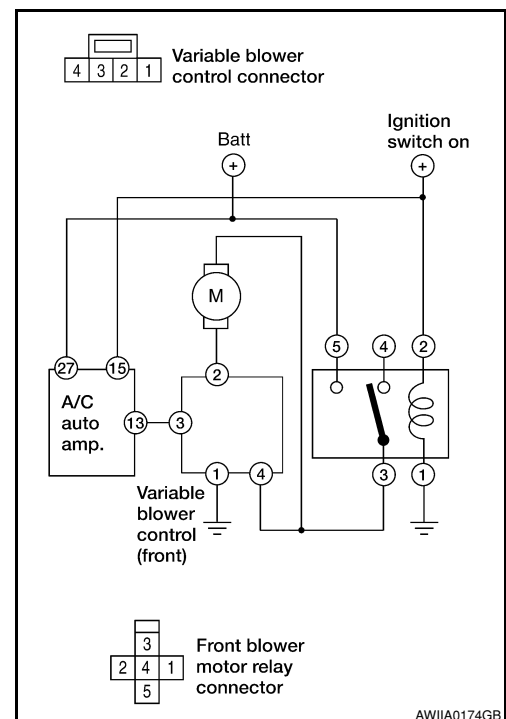 4 3 2 1
Variable blower
control connector
Ignition
switch on
Batt
+
+
M
5 4 2
27 15
2
A/C
auto
amp.
13
3
1 4
3 1
Variable
blower
control
(front)
3
2 4 1
5
Front blower
motor relay
connector
AWIIA0174GB